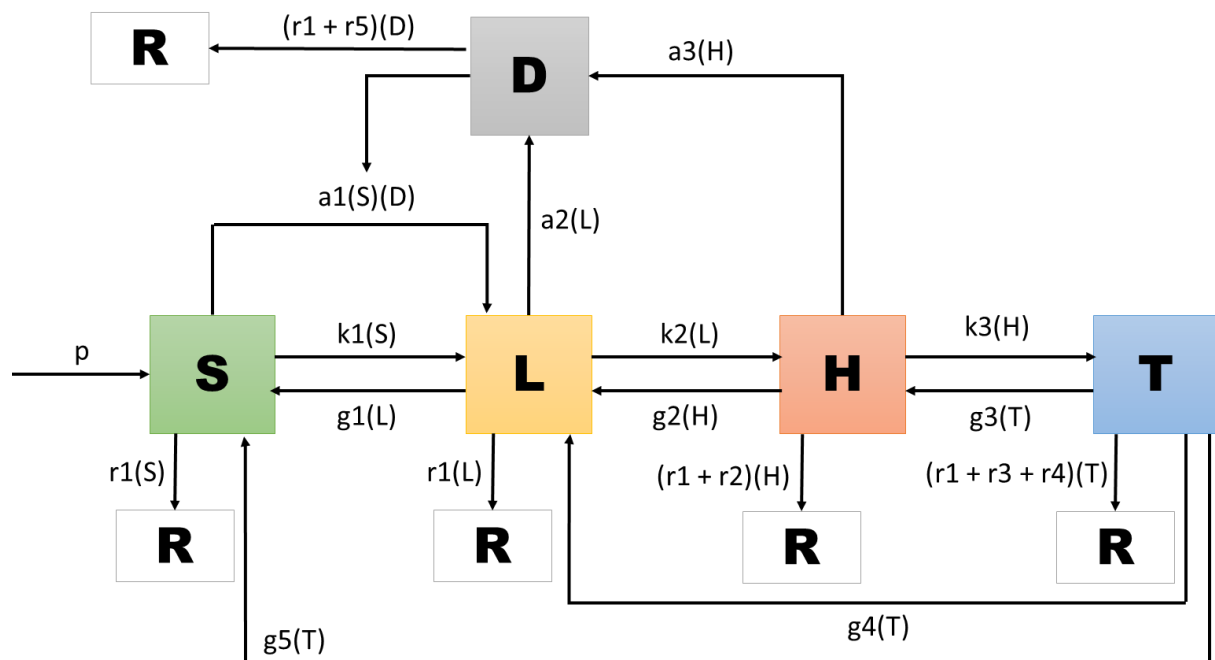 R
(r1 + r5)(D)
D
a3(H)
a1(S)(D)
a2(L)
p
S
k1(S)
g1(L)
L
k2(L)
g2(H)
H
k3(H)
g3(T)
T
r1(S)
r1(L)
(r1 + r2)(H)
(r1 + r3 + r4)(T)
R
R
R
R
g5(T)
g4(T)